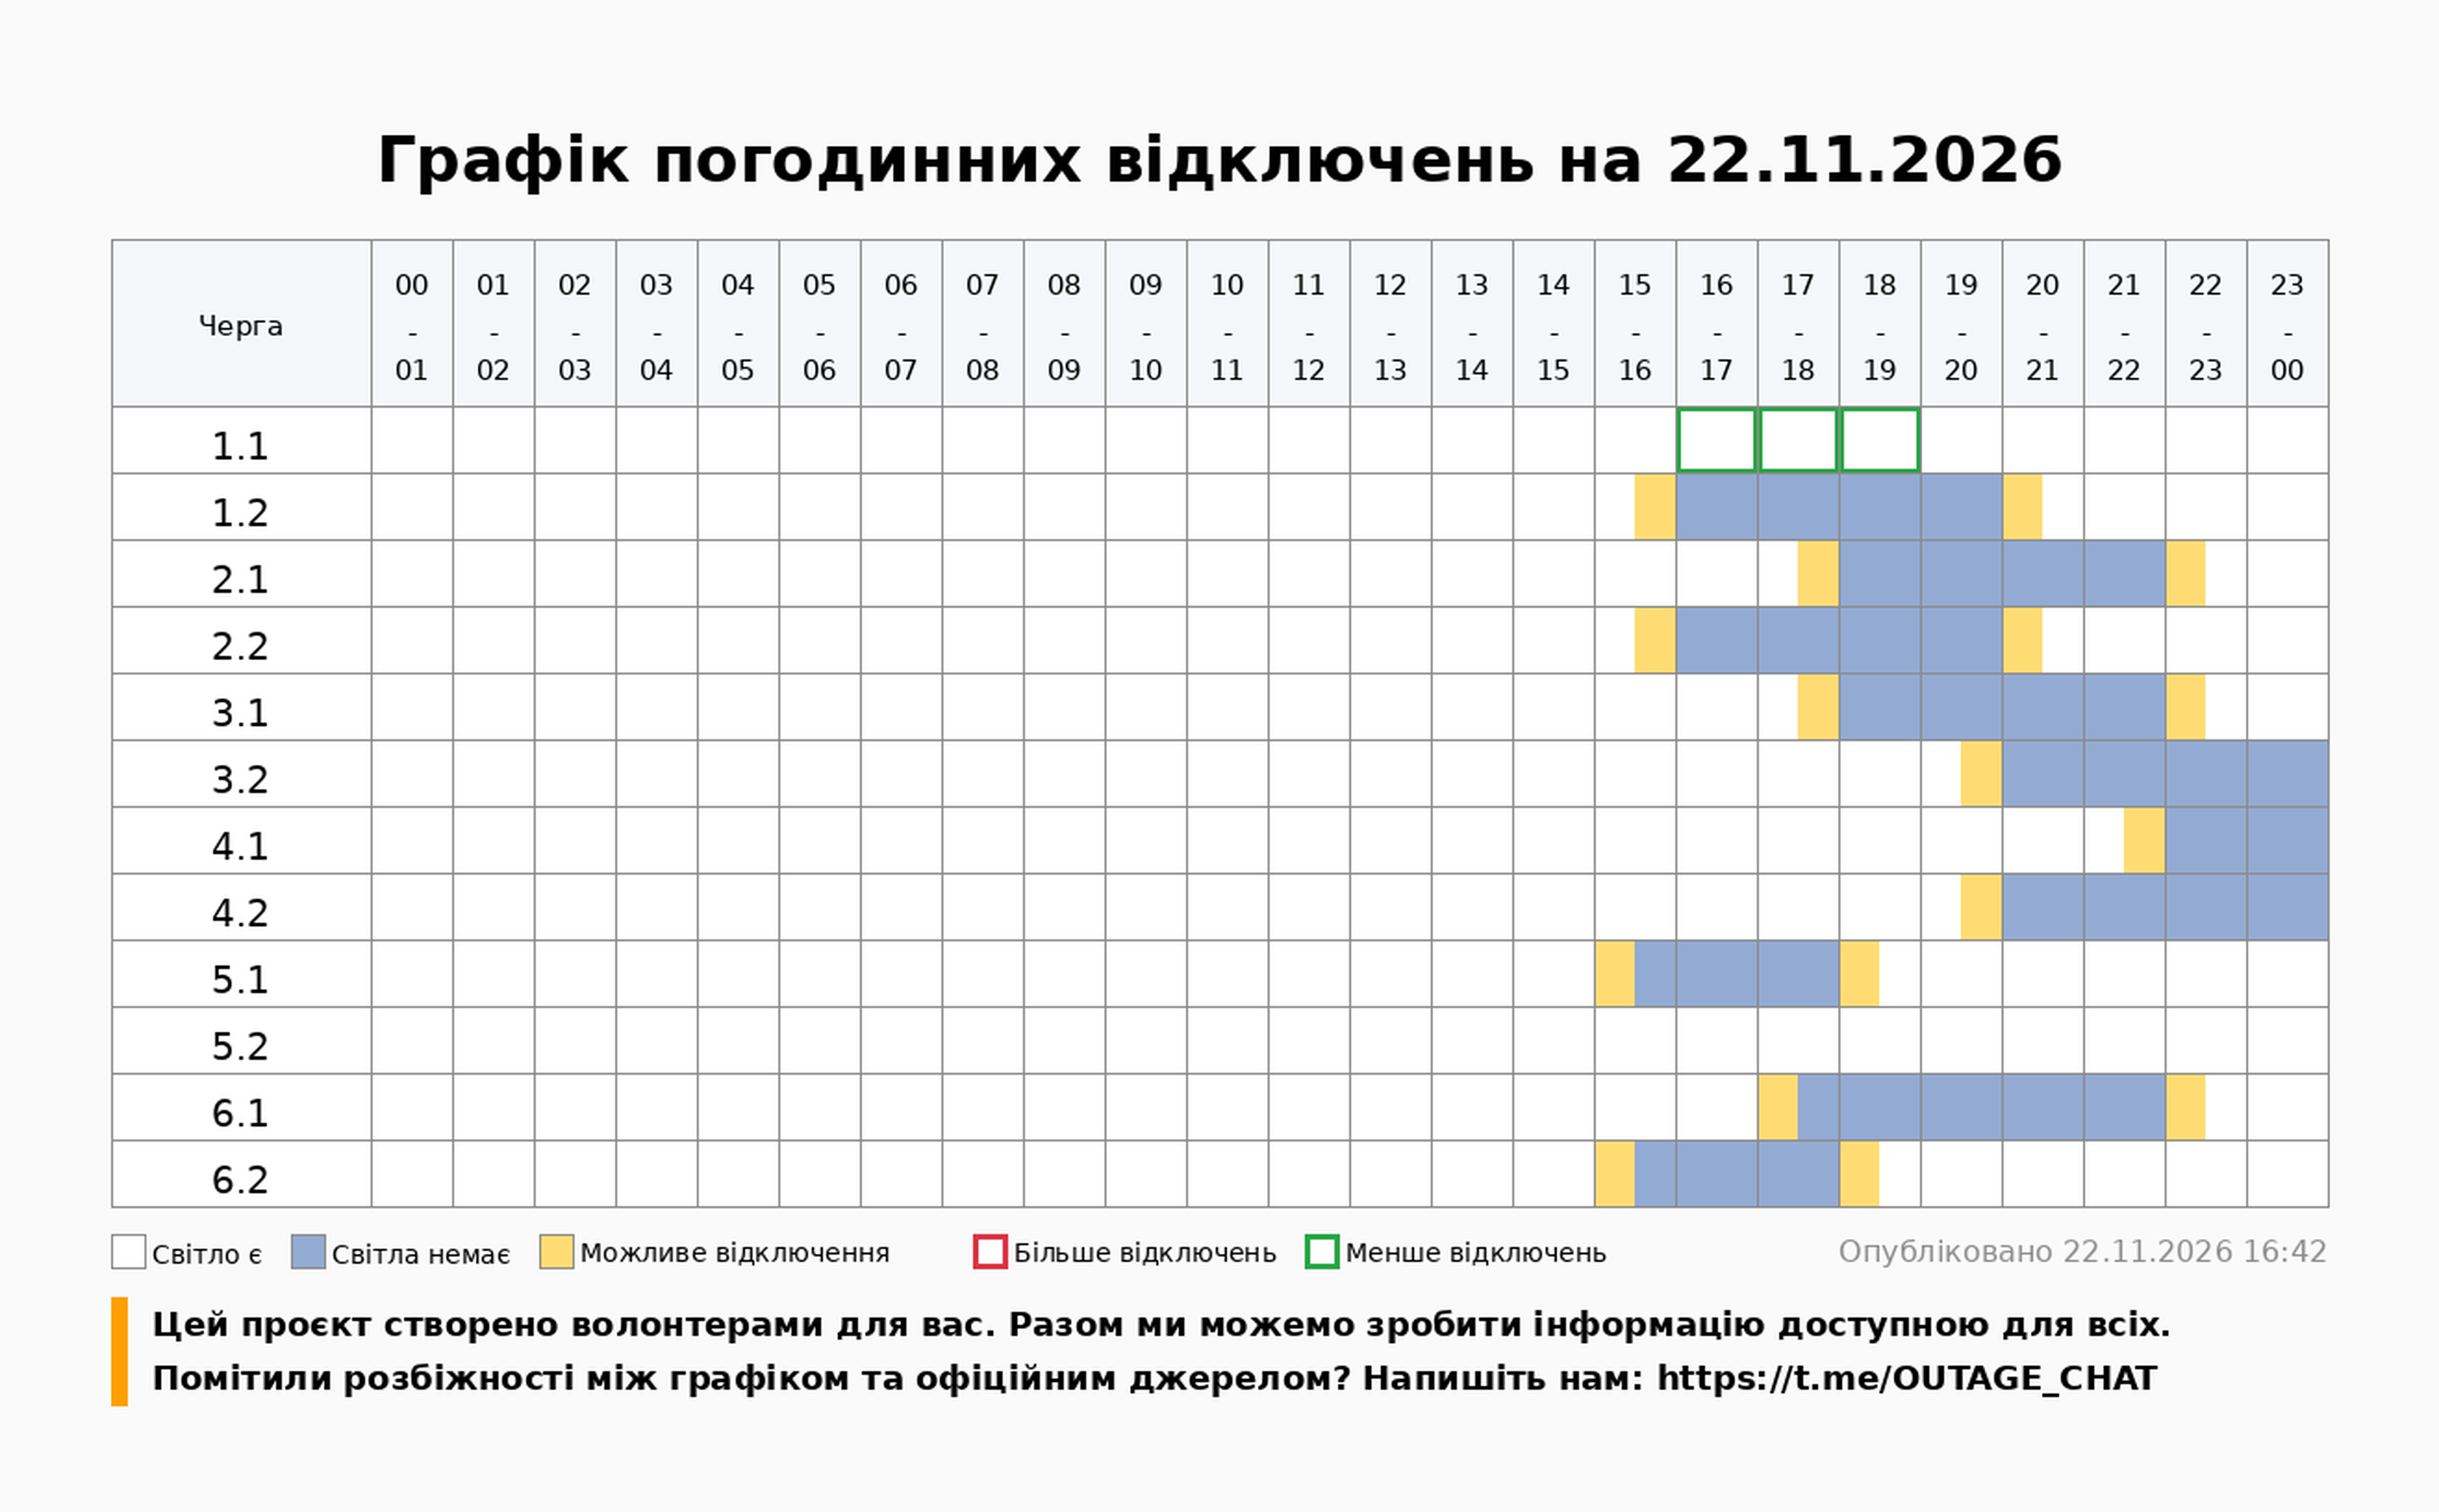 Графік погодинних відключень на 22.11.2026
Черга 00 - 01 01 - 02 02 - 03 03 - 04 04 - 05 05 - 06 06 - 07 07 - 08 08 - 09 09 - 10 10 - 11 11 - 12 12 - 13 13 - 14 14 - 15 15 - 16 16 - 17 17 - 18 18 - 19 19 - 20 20 - 21 21 - 22 22 - 23 23 - 00
1.1
1.2
2.1
2.2
3.1
3.2
4.1
4.2
5.1
5.2
6.1
6.2
Світло є Світла немає Можливе відключення Більше відключень Менше відключень Опубліковано 22.11.2026 16:42
Цей проєкт створено волонтерами для вас. Разом ми можемо зробити інформацію доступною для всіх.
Помітили розбіжності між графіком та офіційним джерелом? Напишіть нам: https://t.me/OUTAGE_CHAT